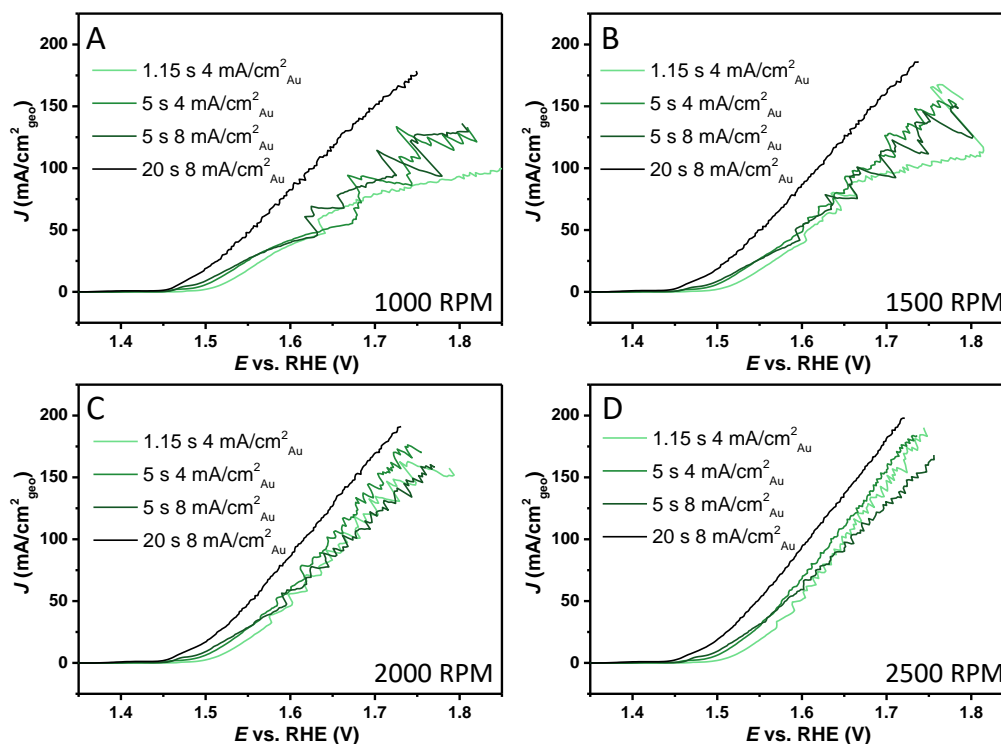 A
200
150
100
50
0
J (mA/cm²geo)
1.15 s 4 mA/cm²Au
5 s 4 mA/cm²Au
5 s 8 mA/cm²Au
20 s 8 mA/cm²Au
1000 RPM
1.4 1.5 1.6 1.7 1.8
E vs. RHE (V)
B
200
150
100
50
0
J (mA/cm²geo)
1.15 s 4 mA/cm²Au
5 s 4 mA/cm²Au
5 s 8 mA/cm²Au
20 s 8 mA/cm²Au
1500 RPM
1.4 1.5 1.6 1.7 1.8
E vs. RHE (V)
C
200
150
100
50
0
J (mA/cm²geo)
1.15 s 4 mA/cm²Au
5 s 4 mA/cm²Au
5 s 8 mA/cm²Au
20 s 8 mA/cm²Au
2000 RPM
1.4 1.5 1.6 1.7 1.8
E vs. RHE (V)
D
200
150
100
50
0
J (mA/cm²geo)
1.15 s 4 mA/cm²Au
5 s 4 mA/cm²Au
5 s 8 mA/cm²Au
20 s 8 mA/cm²Au
2500 RPM
1.4 1.5 1.6 1.7 1.8
E vs. RHE (V)